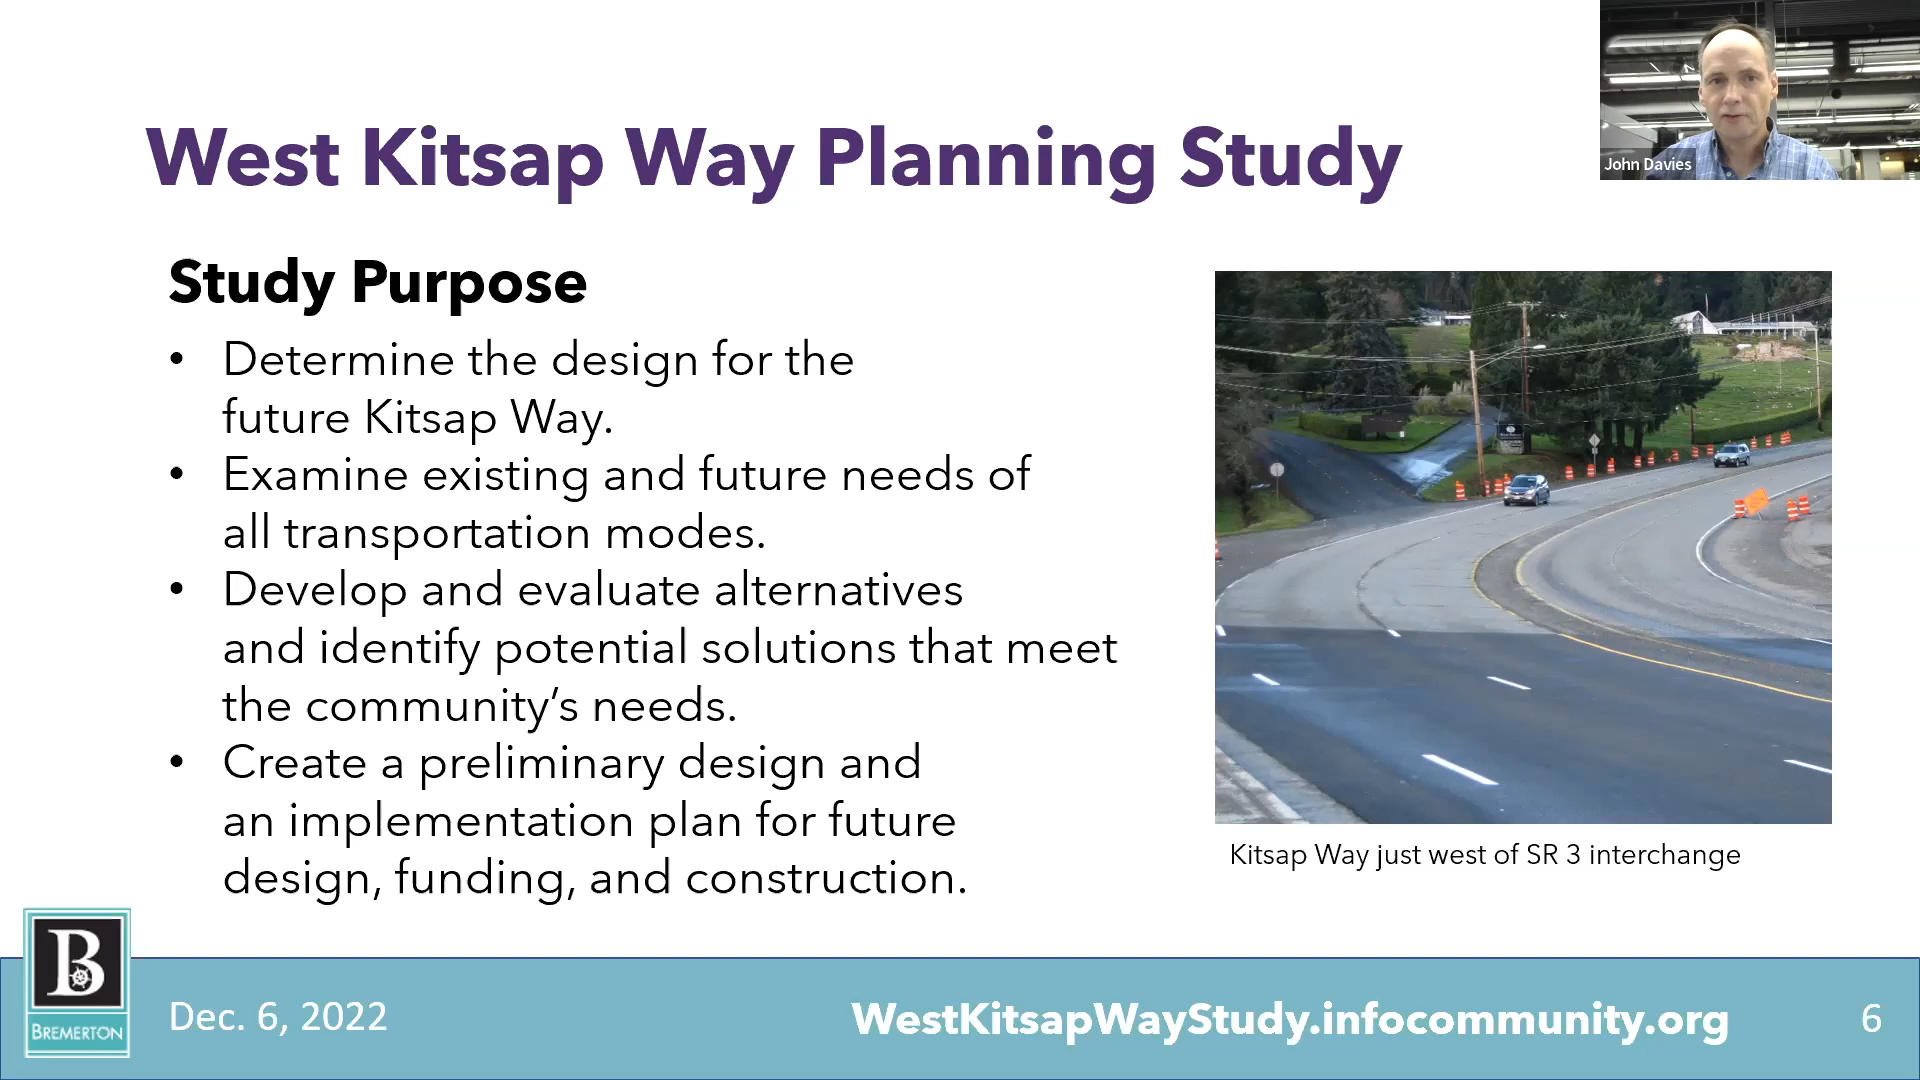 West Kitsap Way Planning Study
John Davies
Study Purpose
• Determine the design for the
future Kitsap Way.
• Examine existing and future needs of
all transportation modes.
• Develop and evaluate alternatives
and identify potential solutions that meet
the community’s needs.
• Create a preliminary design and
an implementation plan for future
design, funding, and construction.
Kitsap Way just west of SR 3 interchange
B
BREMERTON
Dec. 6, 2022
WestKitsapWayStudy.infocommunity.org
6